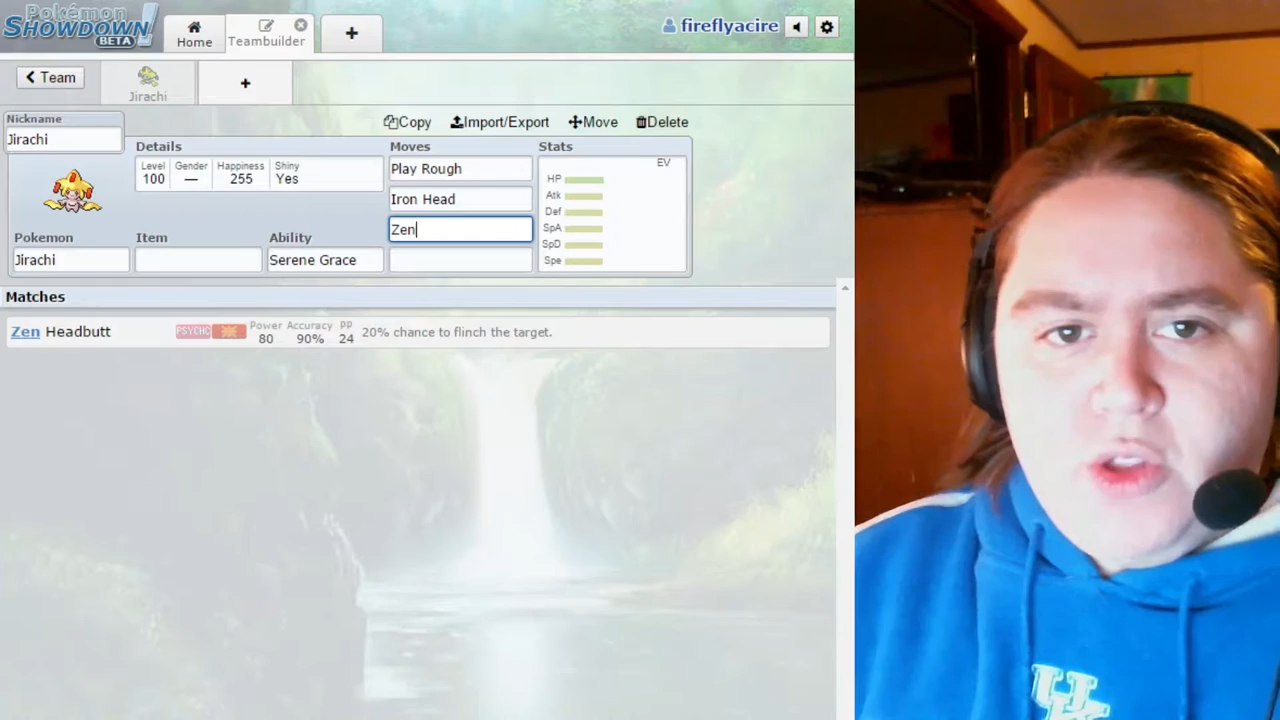 Pokémon
SHOWDOWN!
BETA
Home
Teambuilder
+
fireflyacire
Team
Jirachi
+
Nickname
Jirachi
Copy Import/Export Move Delete
Details
Moves
Stats
Level
100
Gender
—
Happiness
255
Shiny
Yes
Play Rough
Iron Head
Zen
EV
HP
Atk
Def
SpA
SpD
Spe
Pokemon
Jirachi
Item
Ability
Serene Grace
Matches
Zen Headbutt
PSYCHC
Power
80
Accuracy
90%
PP
24
20% chance to flinch the target.
UK